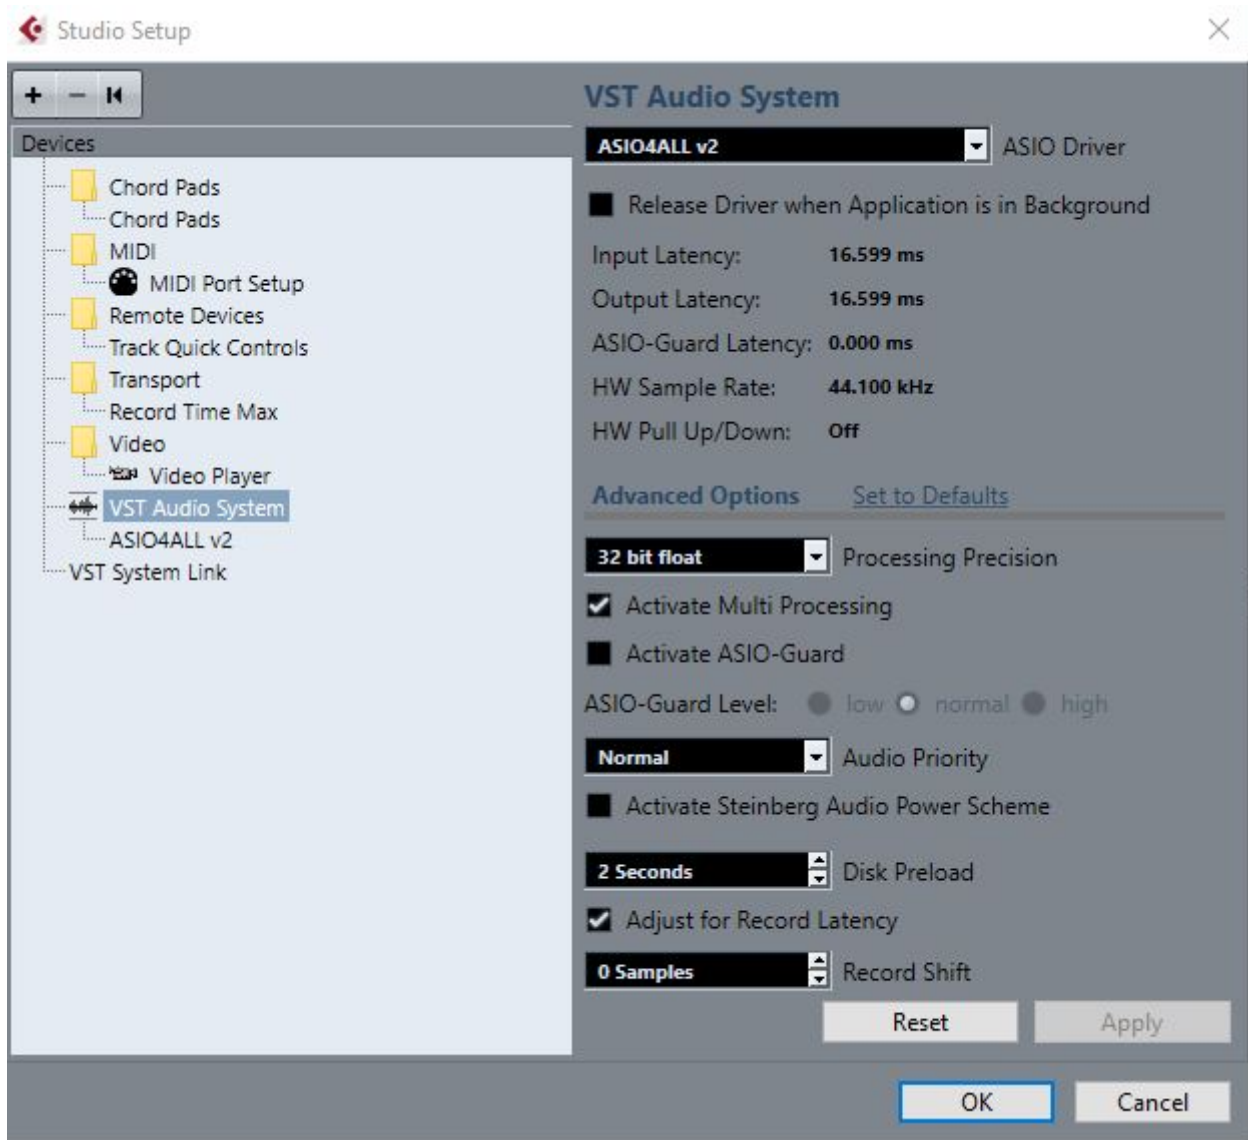 Studio Setup
Devices
Chord Pads
Chord Pads
MIDI
MIDI Port Setup
Remote Devices
Track Quick Controls
Transport
Record Time Max
Video
Video Player
VST Audio System
ASIO4ALL v2
VST System Link
VST Audio System
ASIO4ALL v2 ASIO Driver
Release Driver when Application is in Background
Input Latency: 16.599 ms
Output Latency: 16.599 ms
ASIO-Guard Latency: 0.000 ms
HW Sample Rate: 44.100 kHz
HW Pull Up/Down: Off
Advanced Options Set to Defaults
32 bit float Processing Precision
Activate Multi Processing
Activate ASIO-Guard
ASIO-Guard Level: low normal high
Normal Audio Priority
Activate Steinberg Audio Power Scheme
2 Seconds Disk Preload
Adjust for Record Latency
0 Samples Record Shift
Reset Apply
OK Cancel